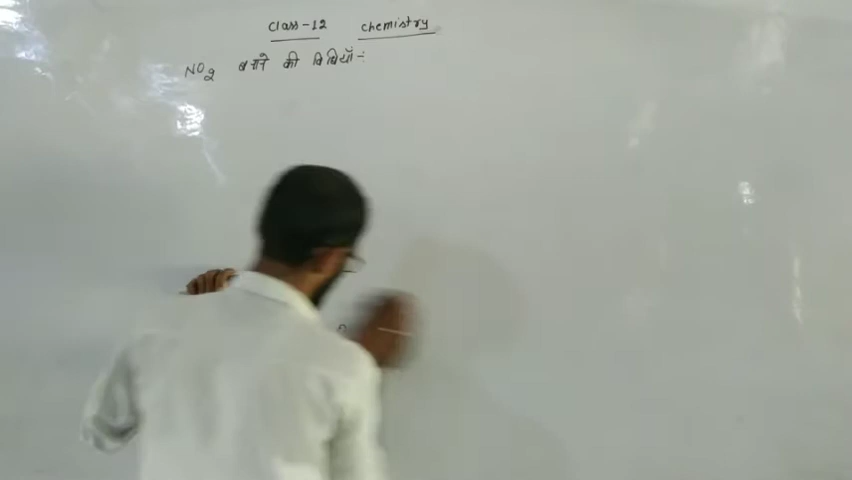 Class-12 chemistry
NO2 बनाने की विधियाँ :-